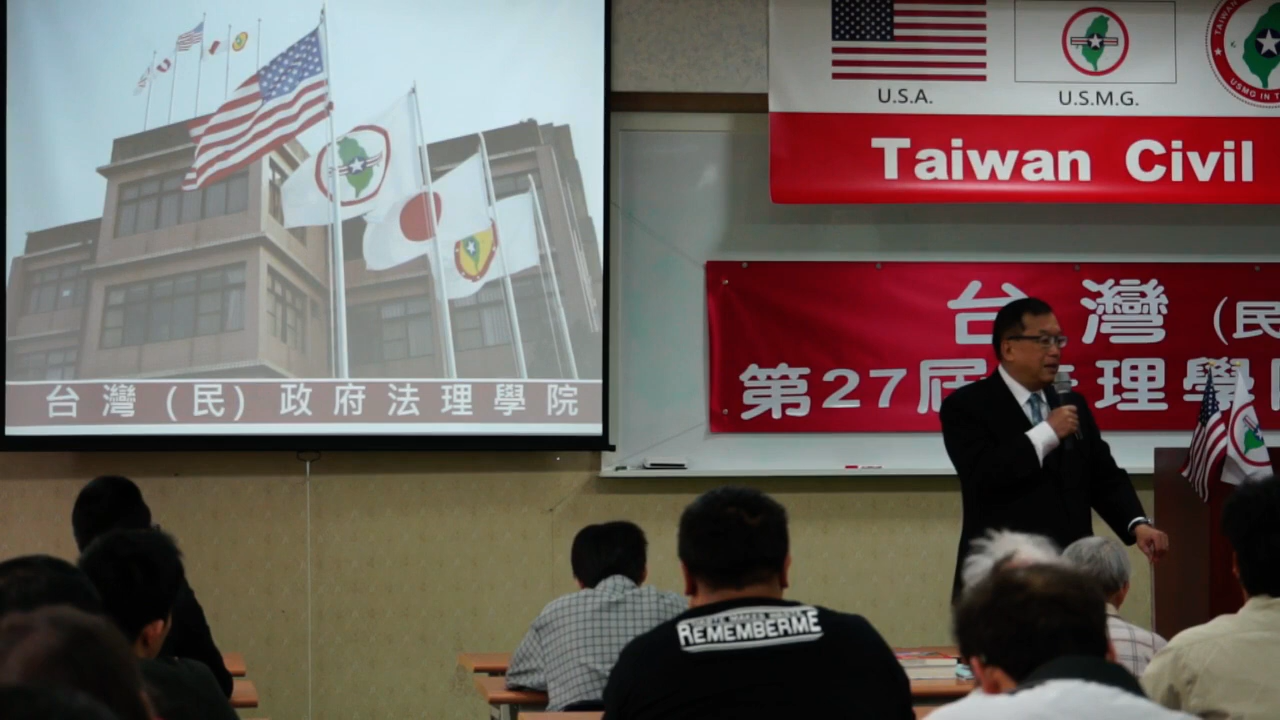 台灣(民)政府法理學院
U.S.A.
U.S.M.G.
Taiwan Civil
台灣(民
第27屆 理學
REMEMBERME